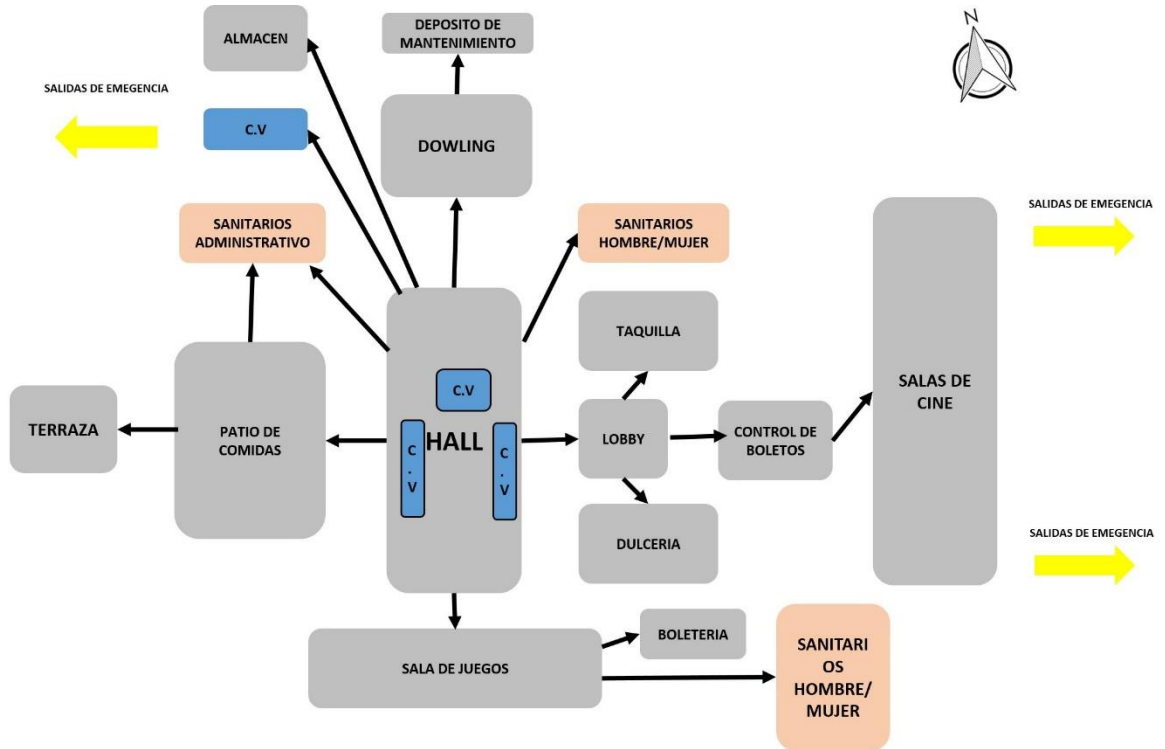 N
ALMACEN
DEPOSITO DE
MANTENIMIENTO
SALIDAS DE EMEGENCIA
C.V
DOWLING
SANITARIOS
ADMINISTRATIVO
SANITARIOS
HOMBRE/MUJER
SALIDAS DE EMEGENCIA
TAQUILLA
C.V
SALAS DE
CINE
TERRAZA
PATIO DE
COMIDAS
C
.
V
HALL
C
.
V
LOBBY
CONTROL DE
BOLETOS
DULCERIA
SALIDAS DE EMEGENCIA
SALA DE JUEGOS
BOLETERIA
SANITARI
OS
HOMBRE/
MUJER